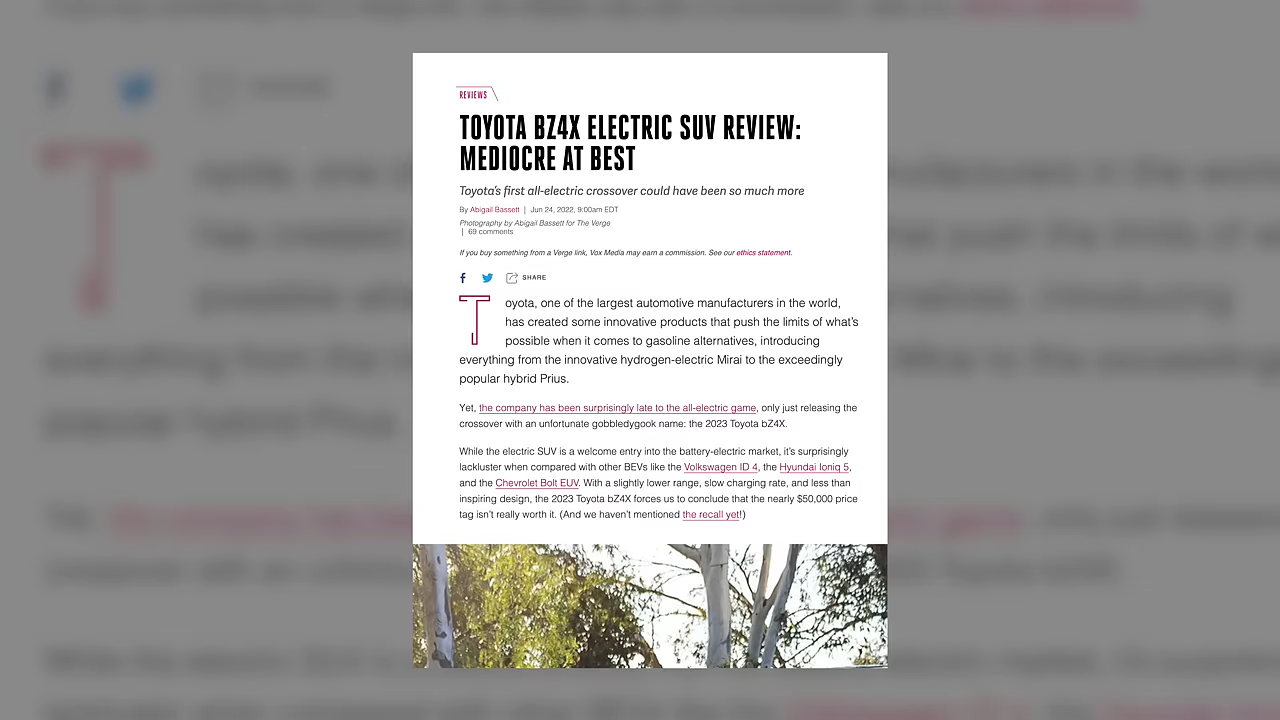 REVIEWS
TOYOTA BZ4X ELECTRIC SUV REVIEW:
MEDIOCRE AT BEST
Toyota's first all-electric crossover could have been so much more
By Abigail Bassett | Jun 24, 2022, 9:00am EDT
Photography by Abigail Bassett for The Verge
| 69 comments
If you buy something from a Verge link, Vox Media may earn a commission. See our ethics statement.
SHARE
Toyota, one of the largest automotive manufacturers in the world,
has created some innovative products that push the limits of what's
possible when it comes to gasoline alternatives, introducing
everything from the innovative hydrogen-electric Mirai to the exceedingly
popular hybrid Prius.
Yet, the company has been surprisingly late to the all-electric game, only just releasing the
crossover with an unfortunate gobbledygook name: the 2023 Toyota bZ4X.
While the electric SUV is a welcome entry into the battery-electric market, it's surprisingly
lackluster when compared with other BEVs like the Volkswagen ID 4, the Hyundai Ioniq 5,
and the Chevrolet Bolt EUV. With a slightly lower range, slow charging rate, and less than
inspiring design, the 2023 Toyota bZ4X forces us to conclude that the nearly $50,000 price
tag isn't really worth it. (And we haven't mentioned the recall yet!)